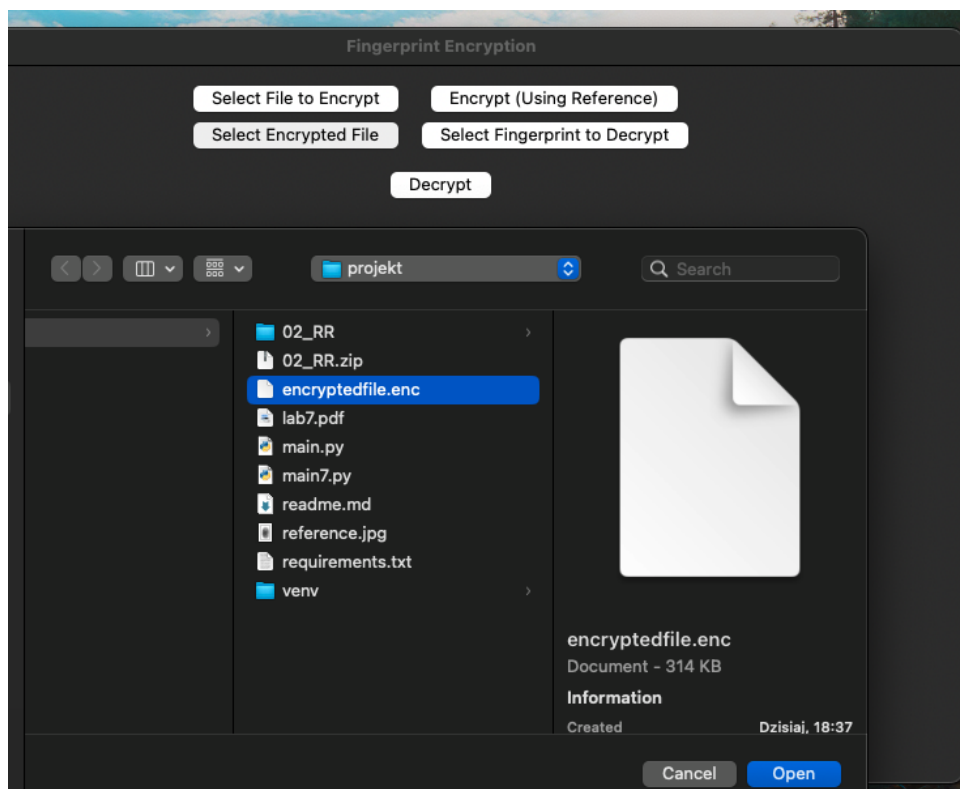 Fingerprint Encryption
Select File to Encrypt
Encrypt (Using Reference)
Select Encrypted File
Select Fingerprint to Decrypt
Decrypt
projekt
Search
02_RR
02_RR.zip
encryptedfile.enc
lab7.pdf
main.py
main7.py
readme.md
reference.jpg
requirements.txt
venv
encryptedfile.enc
Document - 314 KB
Information
Created Dzisiaj, 18:37
Cancel
Open